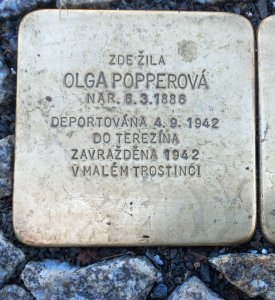 ZDE ŽILA
OLGA POPPEROVÁ
NAR. 6.3.1886
DEPORTOVÁNA 4.9.1942
DO TEREZÍNA
ZAVRAŽDĚNA 1942
V MALÉM TROSTINCI